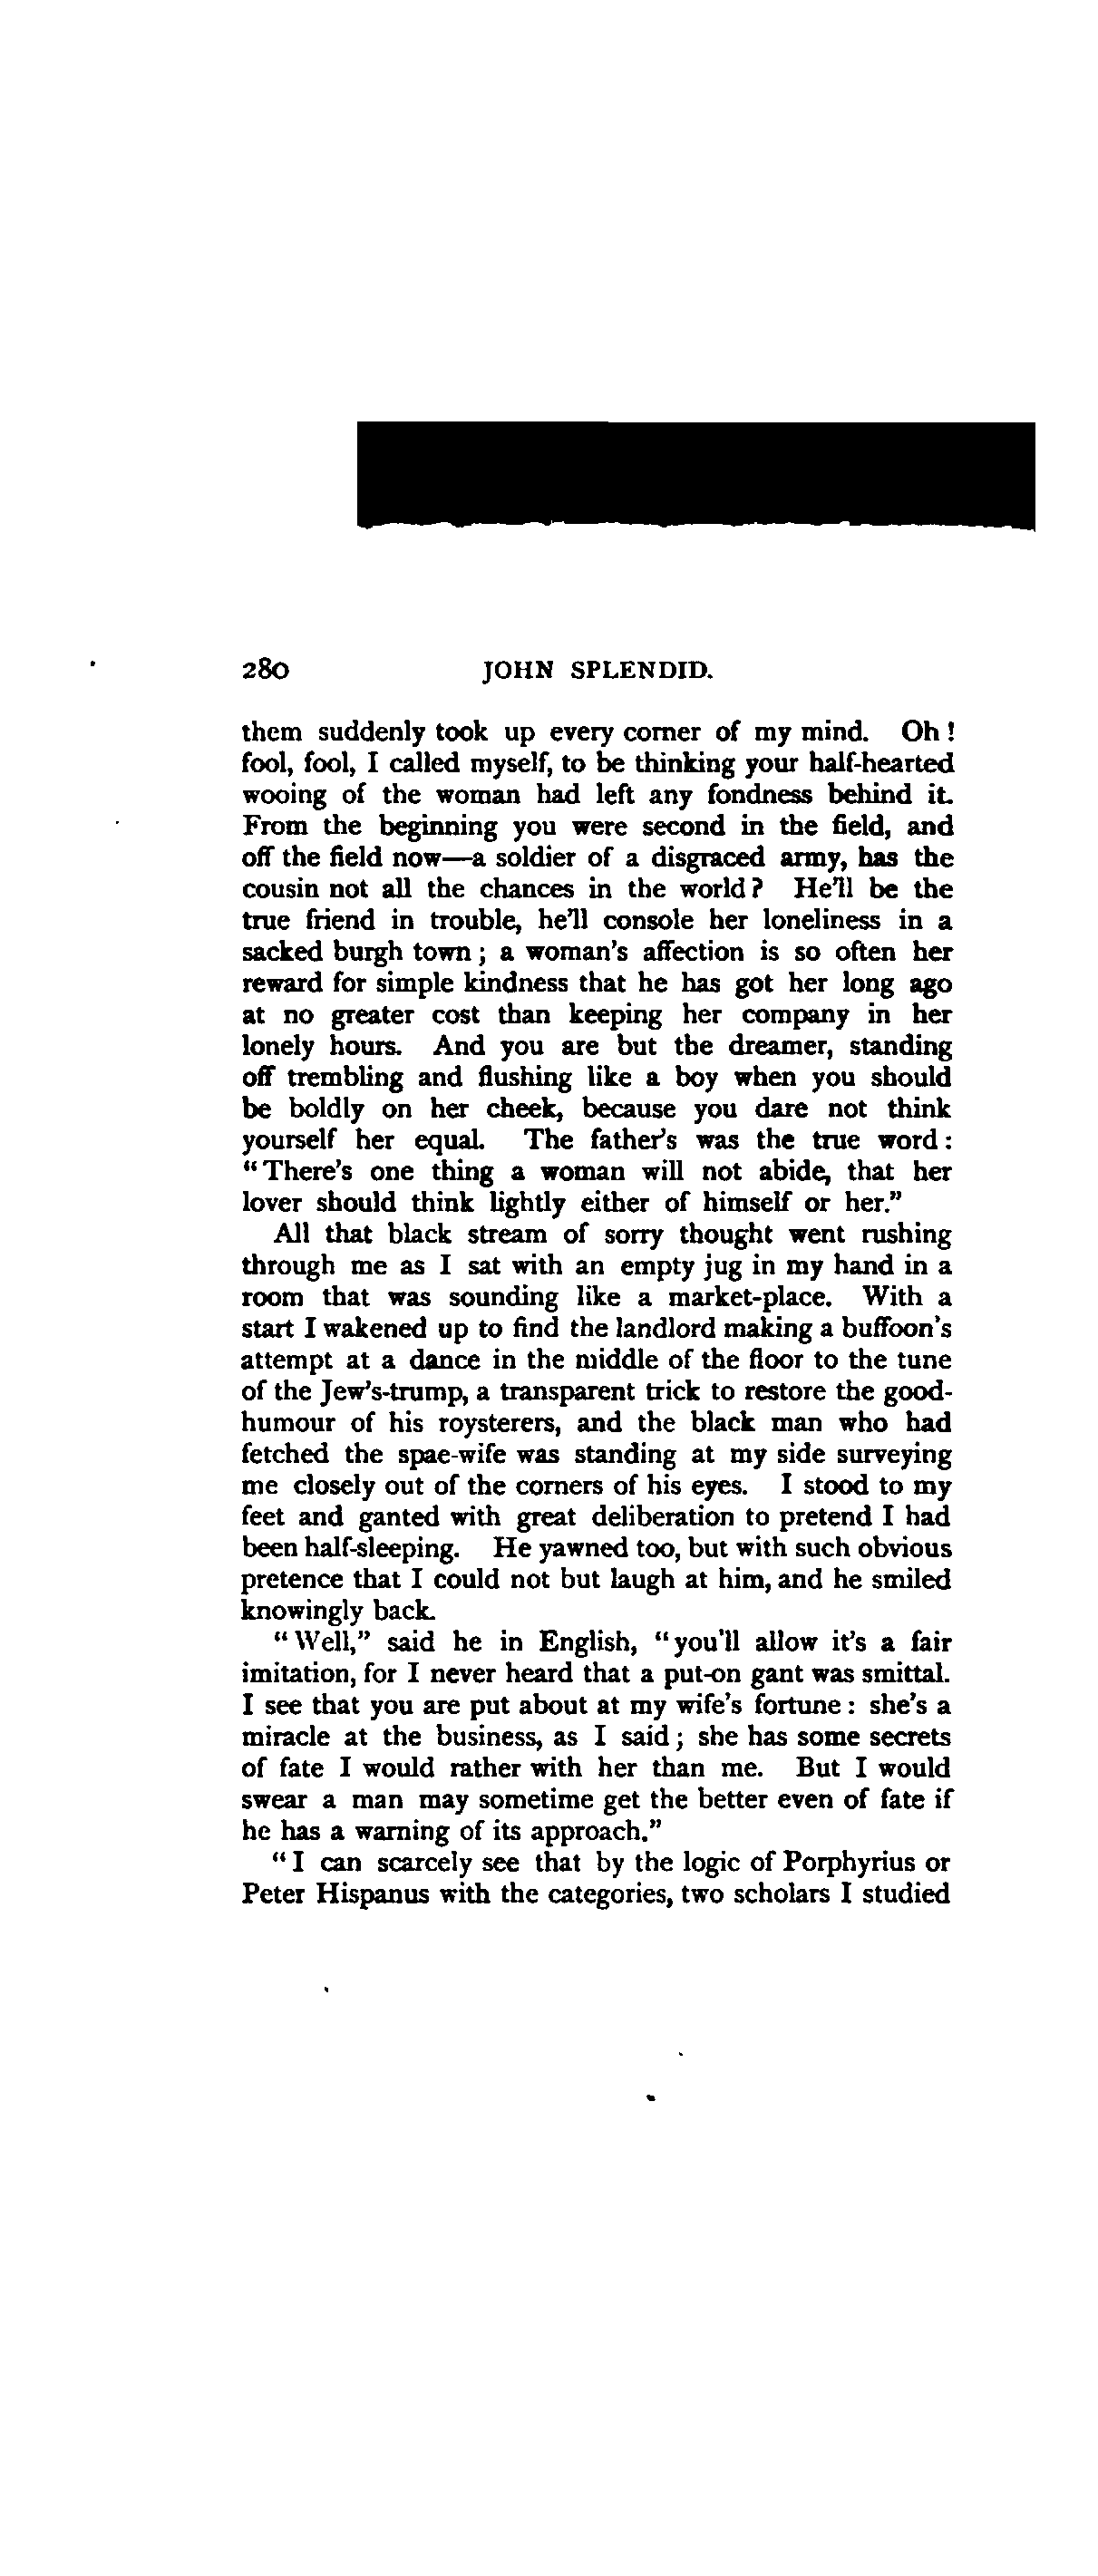 280 JOHN SPLENDID.
them suddenly took up every corner of my mind. Oh!
fool, fool, I called myself, to be thinking your half-hearted
wooing of the woman had left any fondness behind it.
From the beginning you were second in the field, and
off the field now—a soldier of a disgraced army, has the
cousin not all the chances in the world? He'll be the
true friend in trouble, he'll console her loneliness in a
sacked burgh town; a woman's affection is so often her
reward for simple kindness that he has got her long ago
at no greater cost than keeping her company in her
lonely hours. And you are but the dreamer, standing
off trembling and flushing like a boy when you should
be boldly on her cheek, because you dare not think
yourself her equal. The father's was the true word:
"There's one thing a woman will not abide, that her
lover should think lightly either of himself or her."
All that black stream of sorry thought went rushing
through me as I sat with an empty jug in my hand in a
room that was sounding like a market-place. With a
start I wakened up to find the landlord making a buffoon's
attempt at a dance in the middle of the floor to the tune
of the Jew's-trump, a transparent trick to restore the good-
humour of his roysterers, and the black man who had
fetched the spae-wife was standing at my side surveying
me closely out of the corners of his eyes. I stood to my
feet and ganted with great deliberation to pretend I had
been half-sleeping. He yawned too, but with such obvious
pretence that I could not but laugh at him, and he smiled
knowingly back.
"Well," said he in English, "you'll allow it's a fair
imitation, for I never heard that a put-on gant was smittal.
I see that you are put about at my wife's fortune: she's a
miracle at the business, as I said; she has some secrets
of fate I would rather with her than me. But I would
swear a man may sometime get the better even of fate if
he has a warning of its approach."
"I can scarcely see that by the logic of Porphyrius or
Peter Hispanus with the categories, two scholars I studied